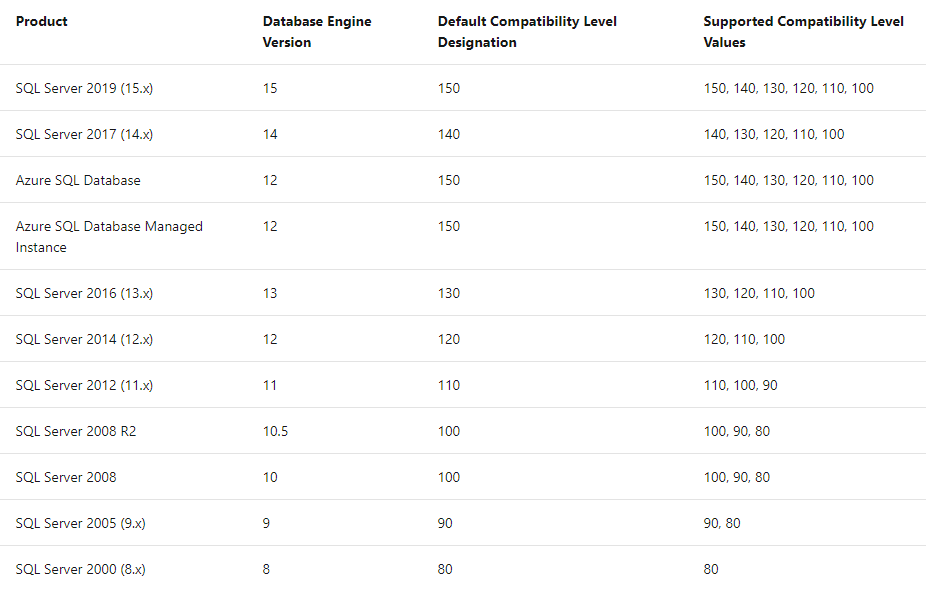 Product Database Engine Default Compatibility Level Supported Compatibility Level
Version Designation Values
SQL Server 2019 (15.x) 15 150 150, 140, 130, 120, 110, 100
SQL Server 2017 (14.x) 14 140 140, 130, 120, 110, 100
Azure SQL Database 12 150 150, 140, 130, 120, 110, 100
Azure SQL Database Managed 12 150 150, 140, 130, 120, 110, 100
Instance
SQL Server 2016 (13.x) 13 130 130, 120, 110, 100
SQL Server 2014 (12.x) 12 120 120, 110, 100
SQL Server 2012 (11.x) 11 110 110, 100, 90
SQL Server 2008 R2 10.5 100 100, 90, 80
SQL Server 2008 10 100 100, 90, 80
SQL Server 2005 (9.x) 9 90 90, 80
SQL Server 2000 (8.x) 8 80 80